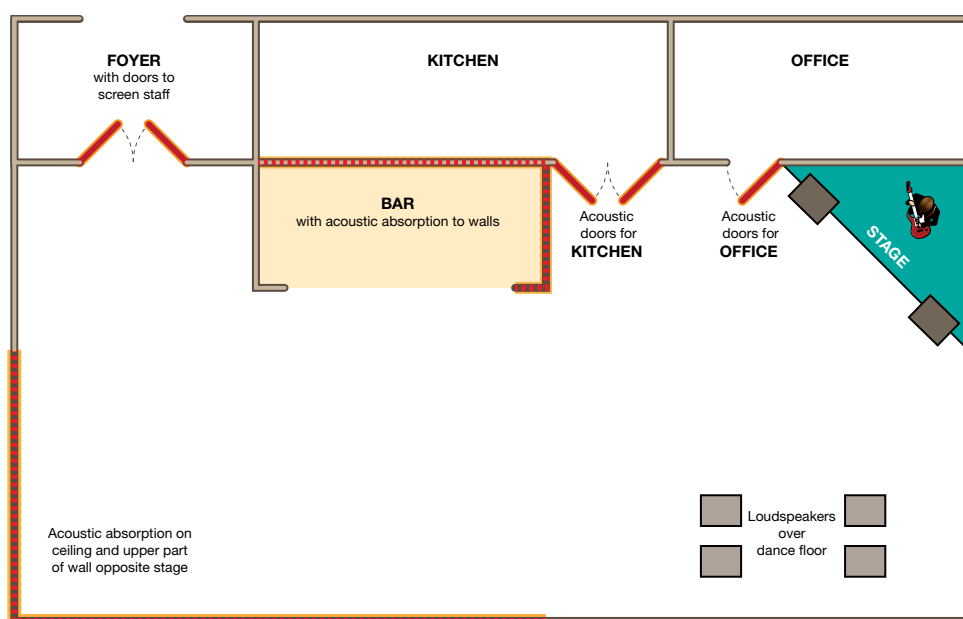 FOYER
with doors to
screen staff
KITCHEN
OFFICE
BAR
with acoustic absorption to walls
Acoustic
doors for
KITCHEN
Acoustic
doors for
OFFICE
STAGE
Acoustic absorption on
ceiling and upper part
of wall opposite stage
Loudspeakers
over
dance floor